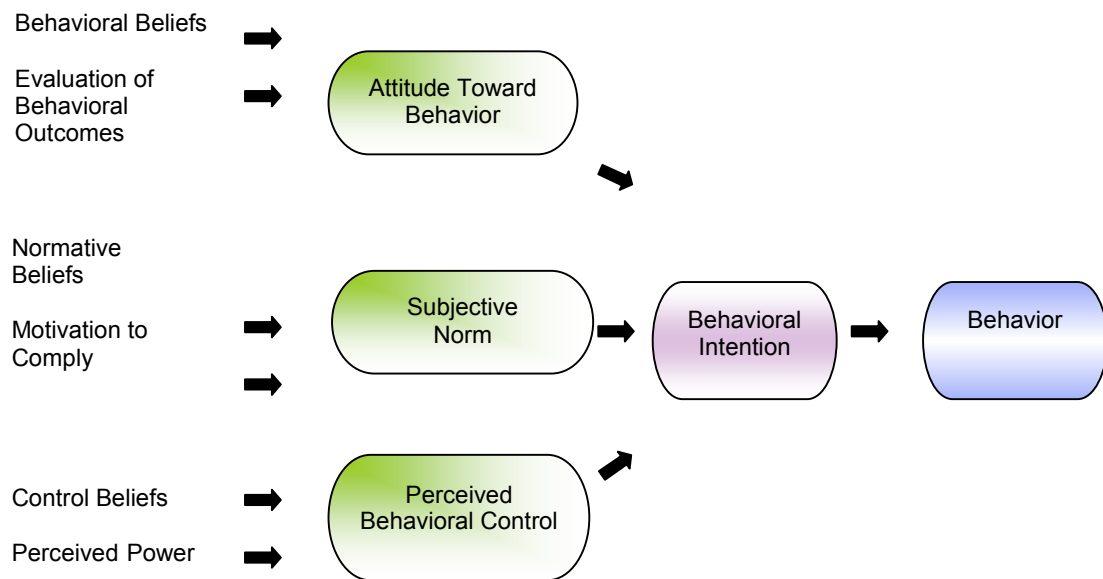 Behavioral Beliefs
Evaluation of
Behavioral
Outcomes
Attitude Toward
Behavior
Normative
Beliefs
Motivation to
Comply
Subjective
Norm
Behavioral
Intention
Behavior
Control Beliefs
Perceived Power
Perceived
Behavioral Control